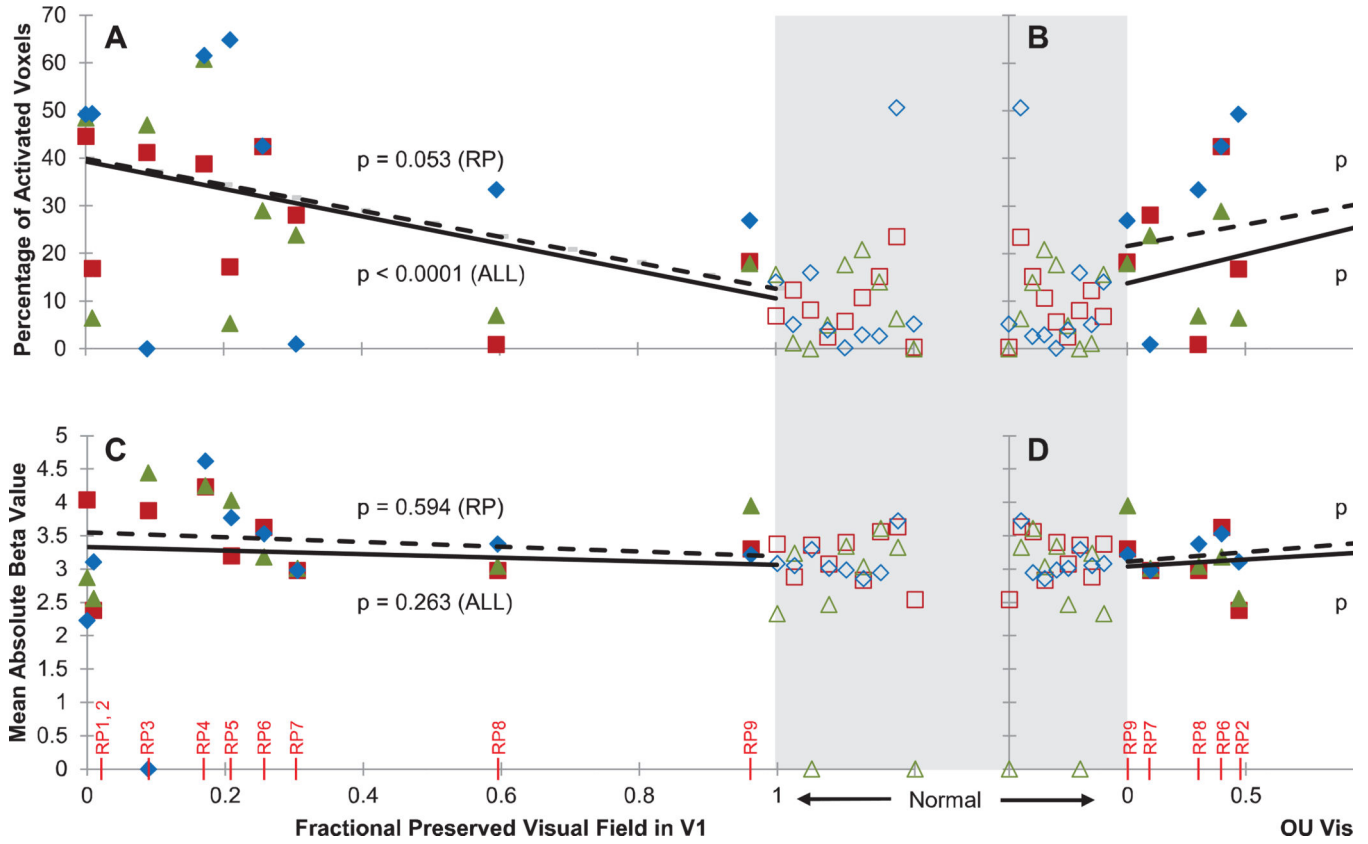 A
B
Percentage of Activated Voxels
70
60
50
40
30
20
10
0
p = 0.053 (RP)
p < 0.0001 (ALL)
p
p
C
D
Mean Absolute Beta Value
5
4.5
4
3.5
3
2.5
2
1.5
1
0.5
0
p = 0.594 (RP)
p = 0.263 (ALL)
p
p
RP1, 2
RP3
RP4
RP5
RP6
RP7
RP8
RP9
RP9
RP7
RP8
RP6
RP2
0 0.2 0.4 0.6 0.8 1 Normal 0 0.5
Fractional Preserved Visual Field in V1
OU Vis